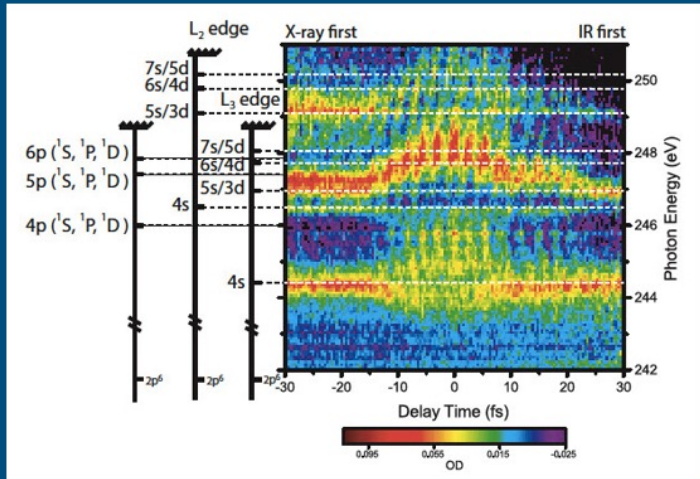 L2 edge
X-ray first
IR first
7s/5d
6s/4d
5s/3d
L3 edge
250
7s/5d
6s/4d
5s/3d
248
6p (¹S, ¹P, ¹D)
5p (¹S, ¹P, ¹D)
4s
4p (¹S, ¹P, ¹D)
246
4s
244
2p⁶
2p⁶
2p⁶
242
Photon Energy (eV)
-30
-20
-10
0
10
20
30
Delay Time (fs)
0.095
0.055
0.015
-0.025
OD